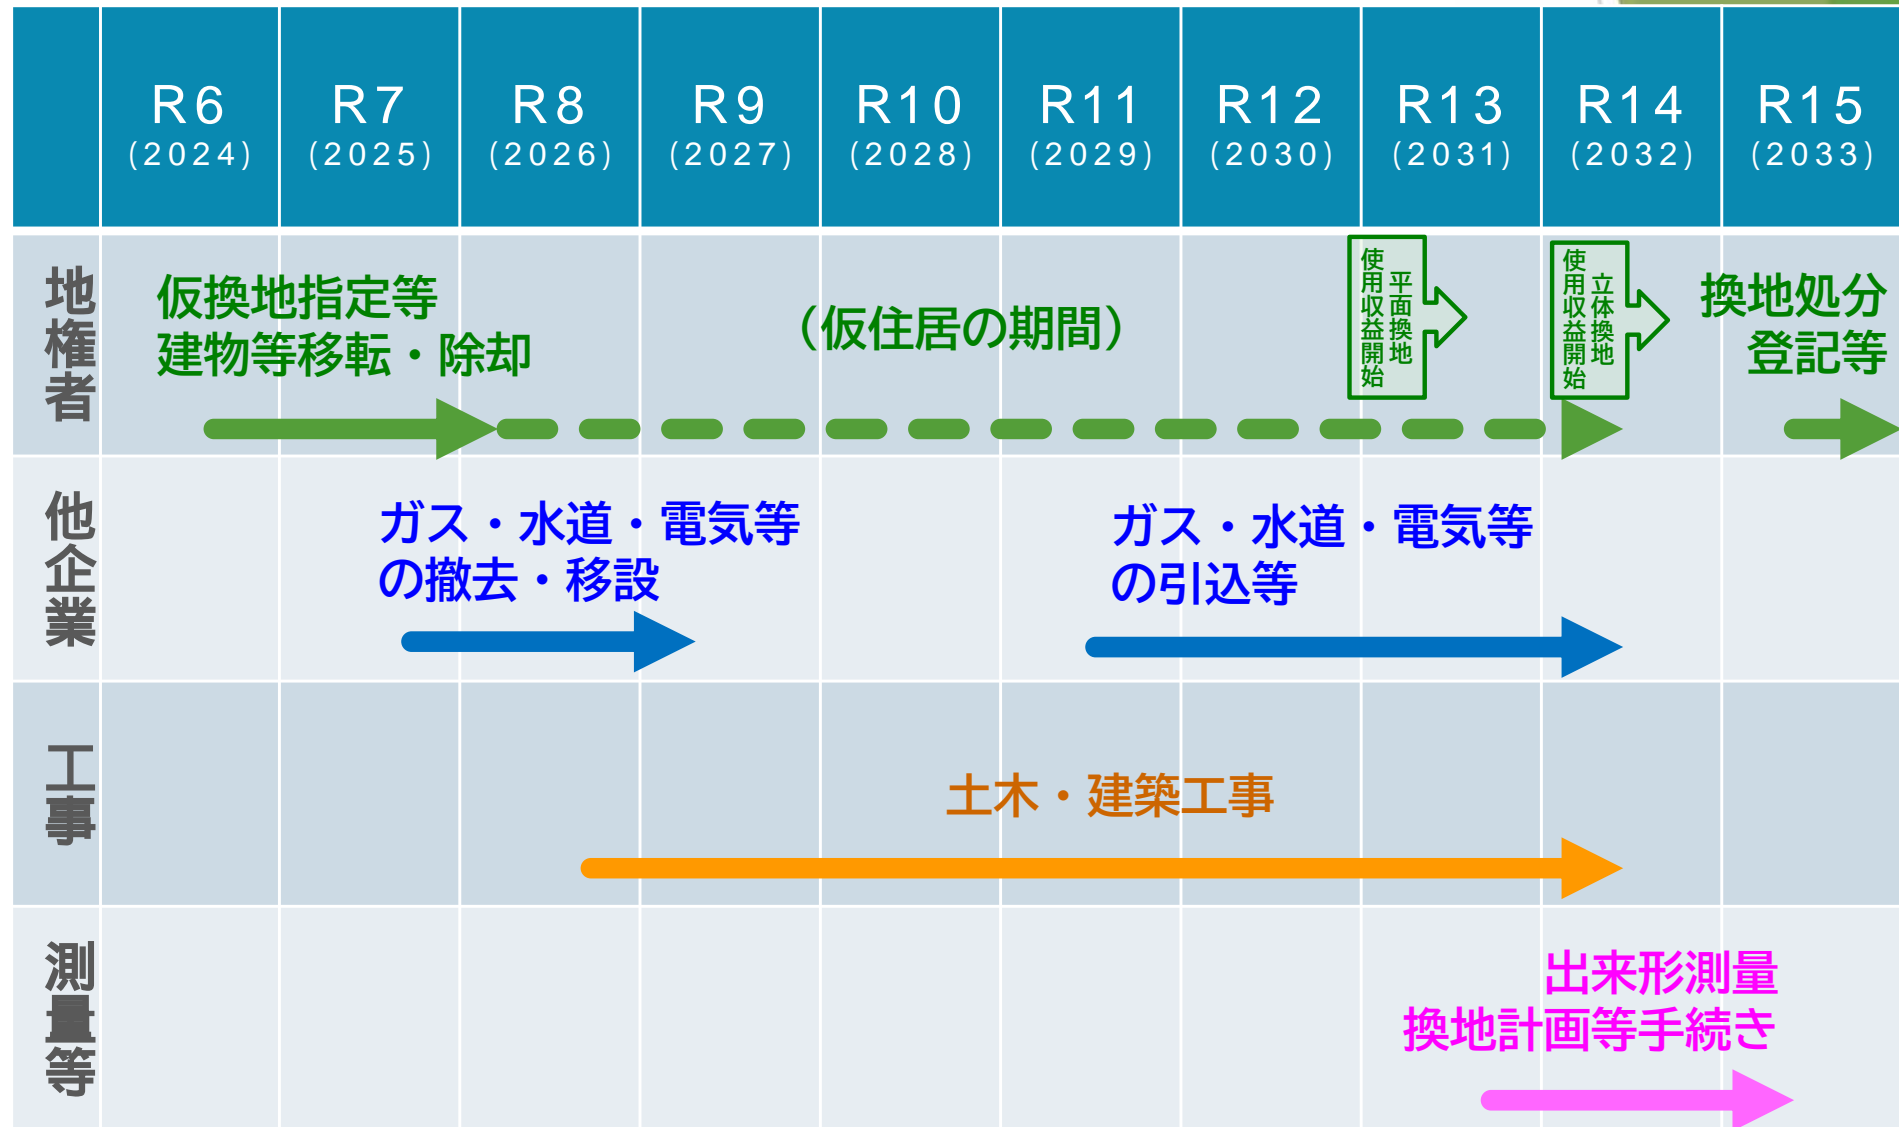 R6
(2024)
R7
(2025)
R8
(2026)
R9
(2027)
R10
(2028)
R11
(2029)
R12
(2030)
R13
(2031)
R14
(2032)
R15
(2033)
地権者
仮換地指定等
建物等移転・除却
（仮住居の期間）
平面換地
使用収益開始
立体換地
使用収益開始
換地処分
登記等
他企業
ガス・水道・電気等
の撤去・移設
ガス・水道・電気等
の引込等
工事
土木・建築工事
測量等
出来形測量
換地計画等手続き